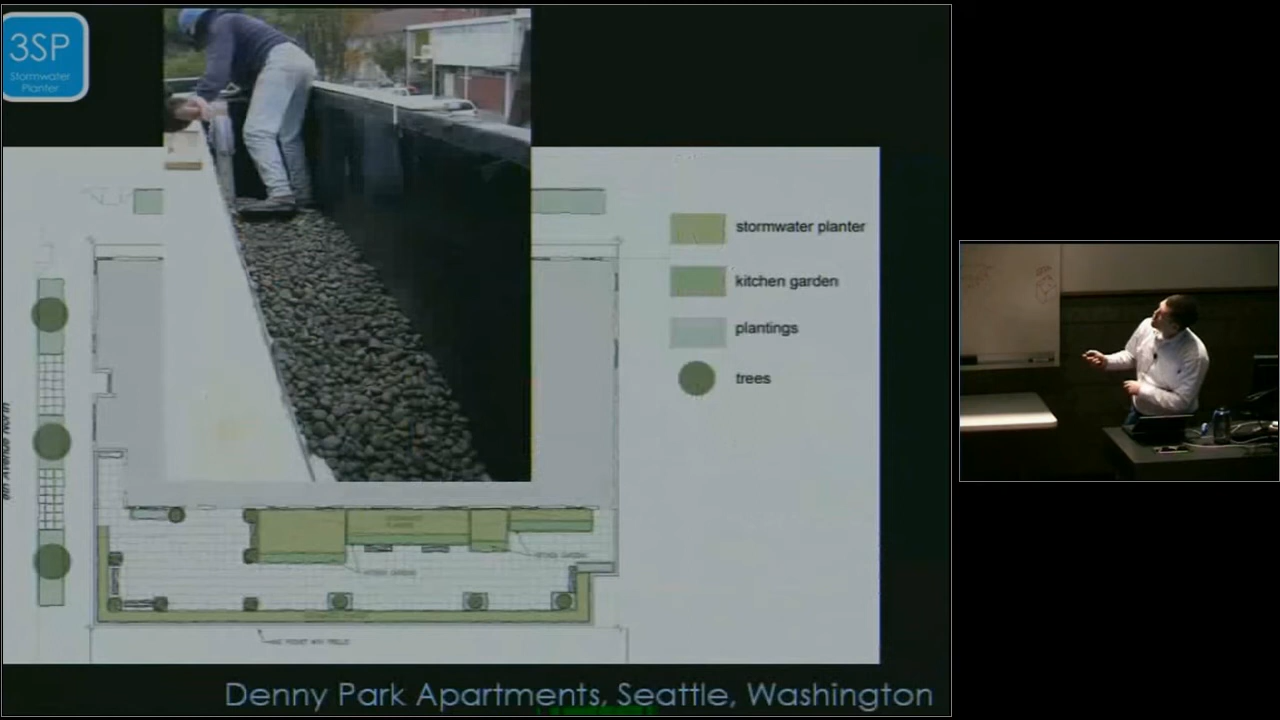 3SP
Stormwater
Planter
stormwater planter
kitchen garden
plantings
trees
Denny Park Apartments, Seattle, Washington